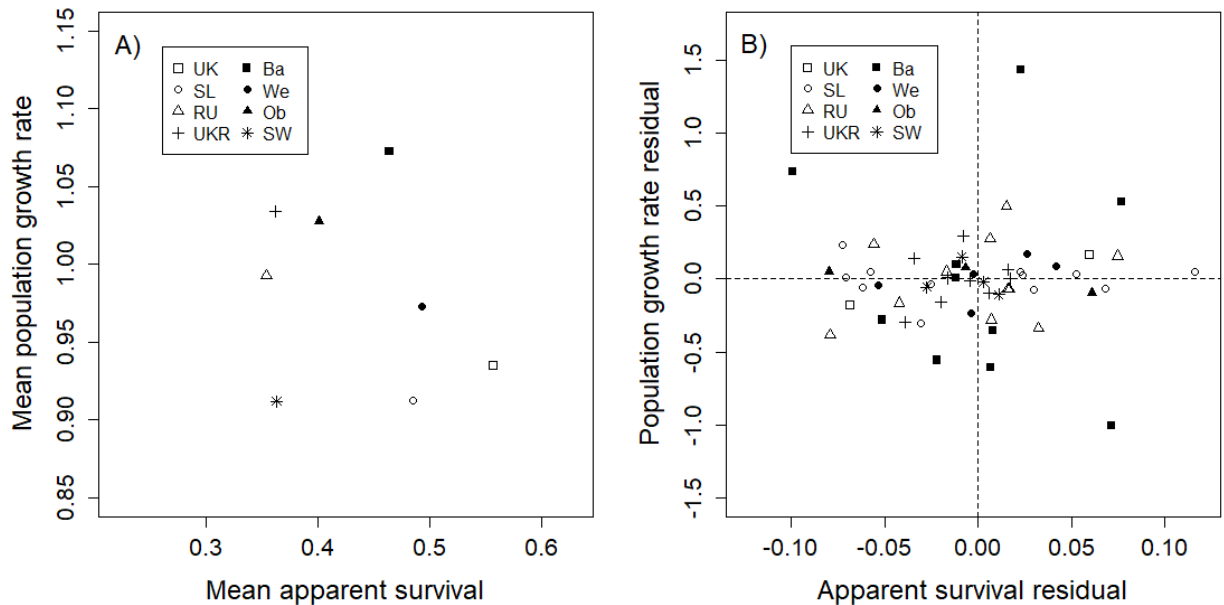 A)
UK Ba
SL We
RU Ob
UKR SW
Mean population growth rate
1.15
1.10
1.05
1.00
0.95
0.90
0.85
0.3 0.4 0.5 0.6
Mean apparent survival
B)
UK Ba
SL We
RU Ob
UKR SW
Population growth rate residual
1.5
1.0
0.5
0.0
-0.5
-1.0
-1.5
-0.10 -0.05 0.00 0.05 0.10
Apparent survival residual